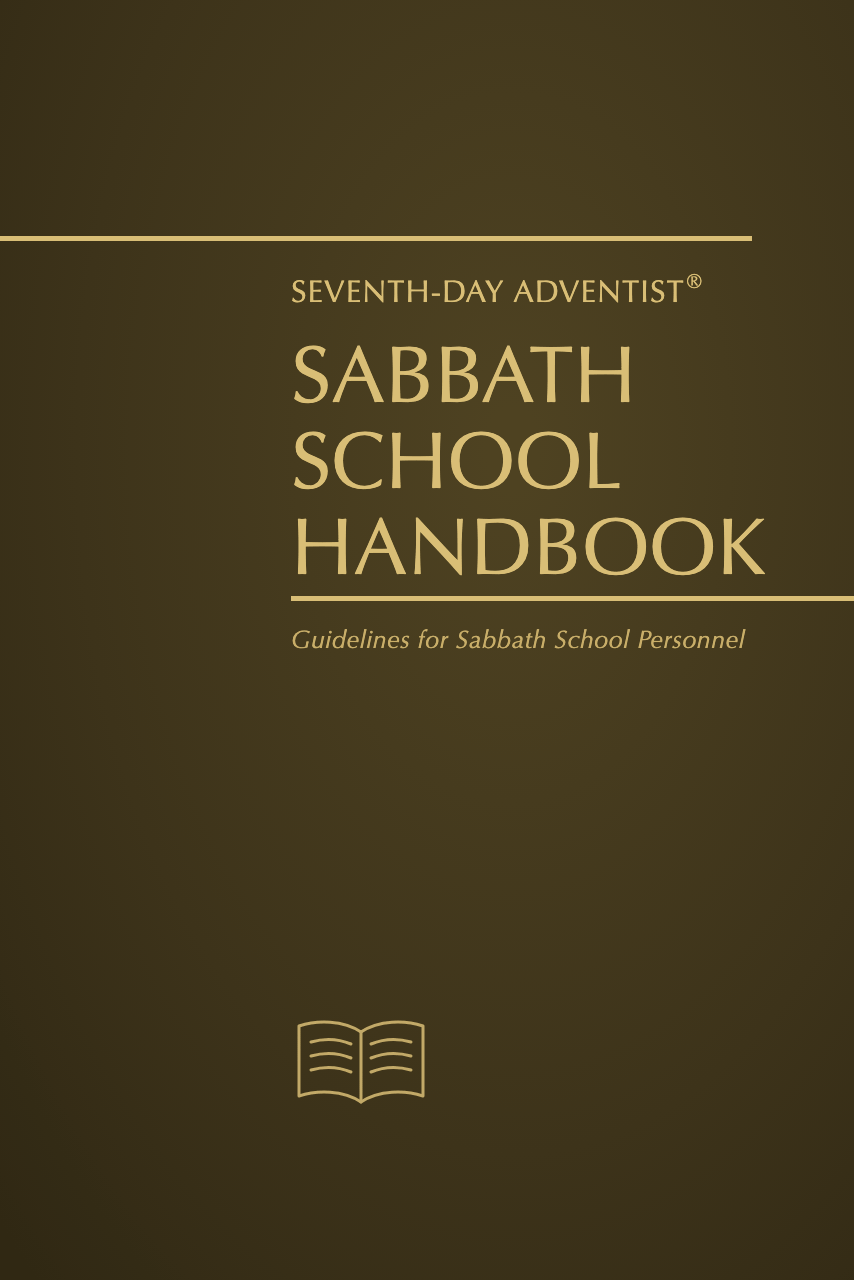 SEVENTH-DAY ADVENTIST®
SABBATH
SCHOOL
HANDBOOK
Guidelines for Sabbath School Personnel